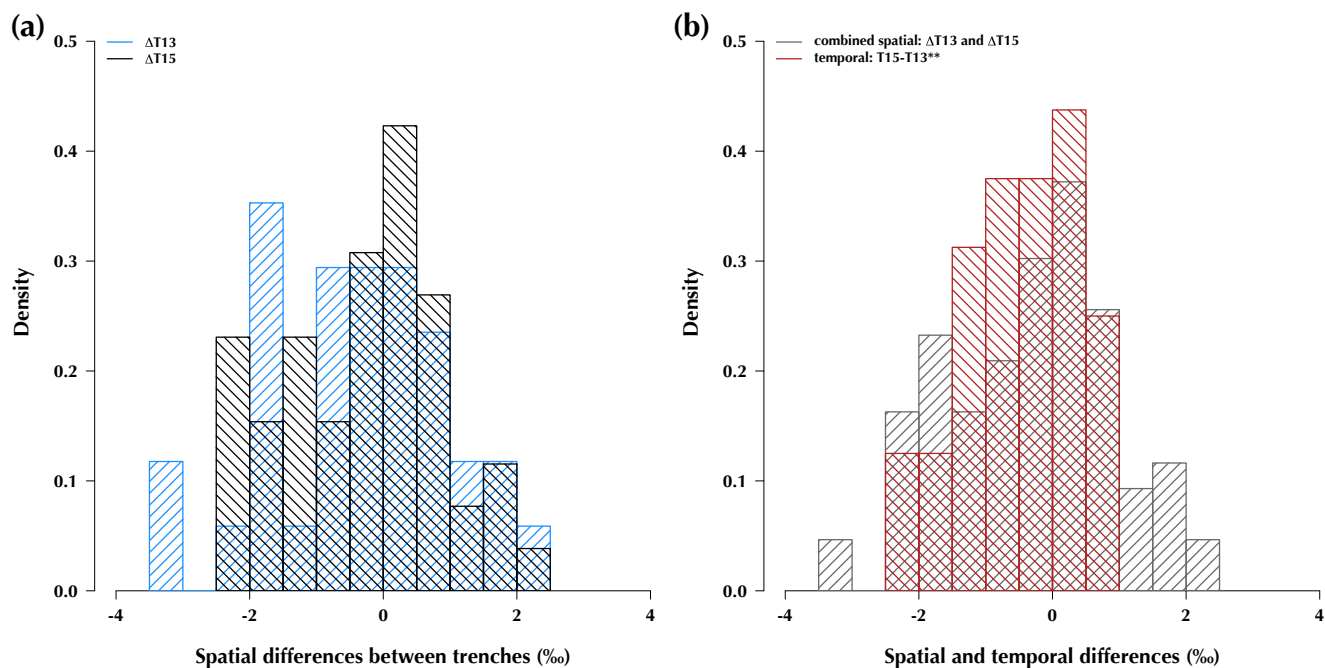 (a)
ΔT13
ΔT15
0.5
0.4
0.3
0.2
0.1
0.0
Density
-4
-2
0
2
4
Spatial differences between trenches (‰)
(b)
combined spatial: ΔT13 and ΔT15
temporal: T15-T13**
0.5
0.4
0.3
0.2
0.1
0.0
Density
-4
-2
0
2
4
Spatial and temporal differences (‰)